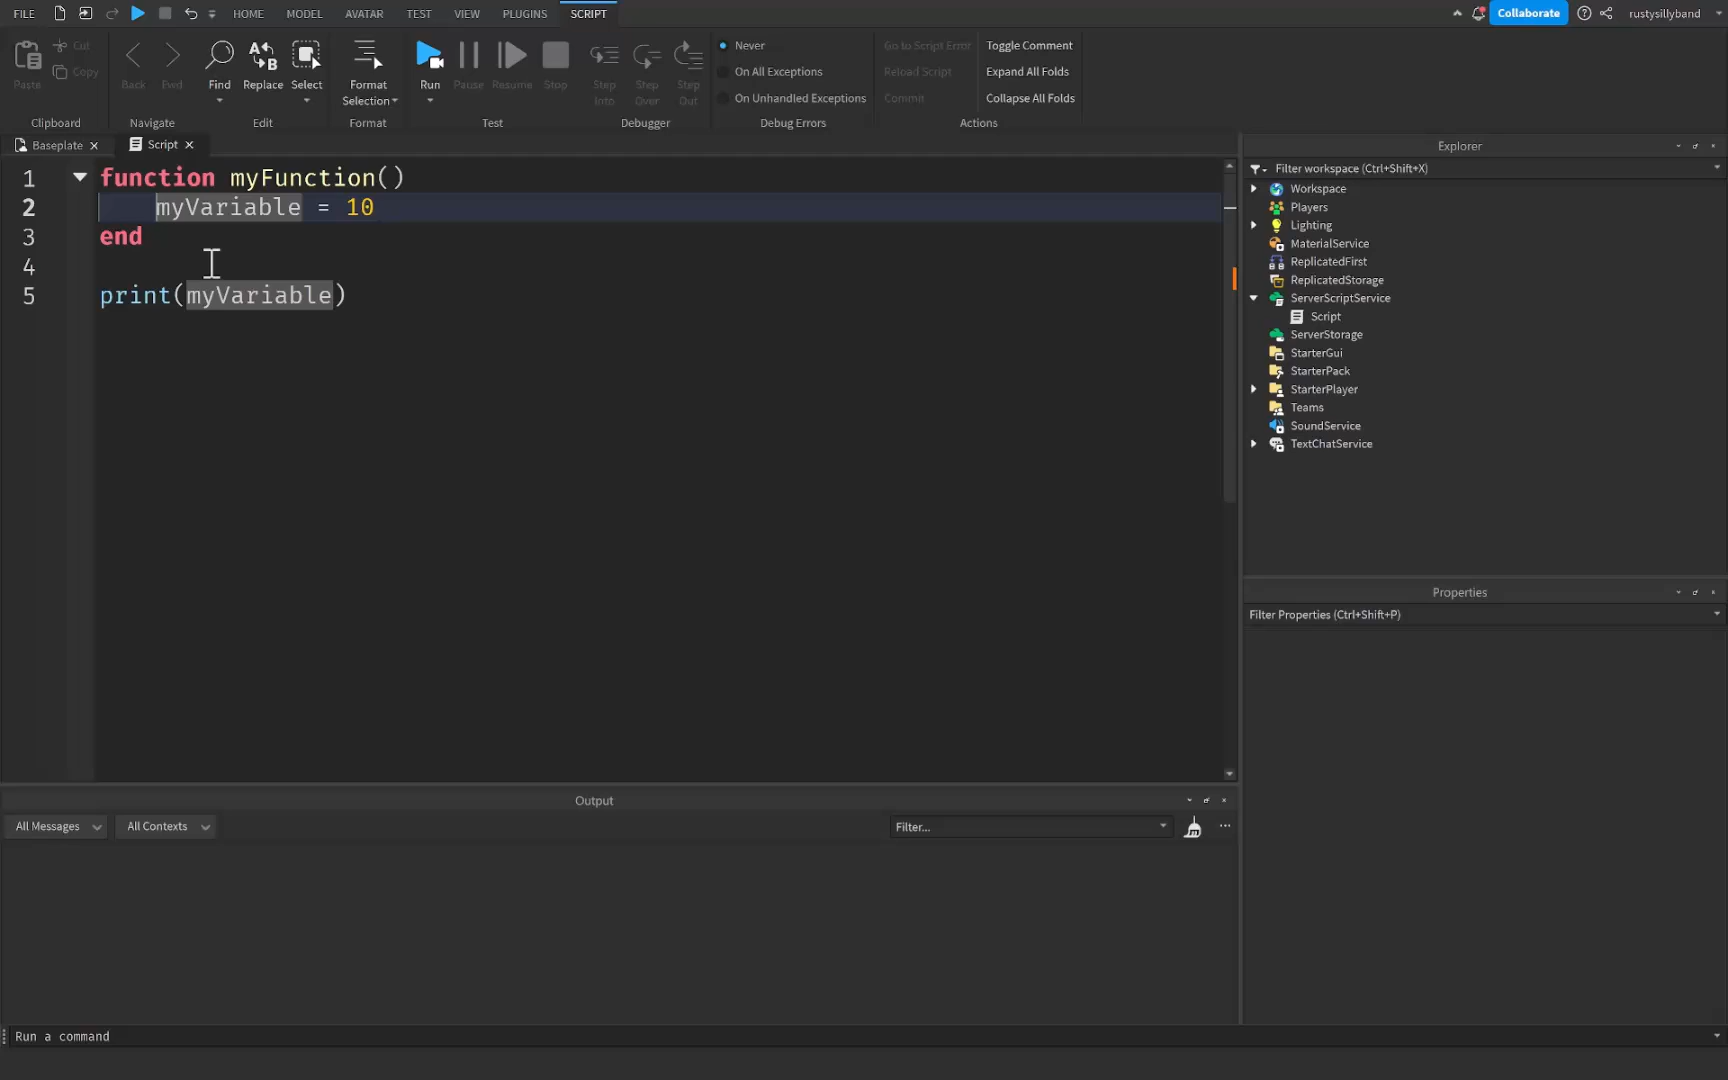 FILE HOME MODEL AVATAR TEST VIEW PLUGINS SCRIPT Collaborate rustysillyband
Paste Cut Copy
Clipboard
Back Fwd
Navigate
Find Replace Select
Edit
Format Selection
Format
Run Pause Resume Stop
Test
Step Into Step Over Step Out
Debugger
Never
On All Exceptions
On Unhandled Exceptions
Debug Errors
Go to Script Error
Reload Script
Commit
Toggle Comment
Expand All Folds
Collapse All Folds
Actions
Baseplate Script
1 function myFunction()
2 myVariable = 10
3 end
4
5 print(myVariable)
Output
All Messages All Contexts Filter...
Run a command
Explorer
Filter workspace (Ctrl+Shift+X)
Workspace
Players
Lighting
MaterialService
ReplicatedFirst
ReplicatedStorage
ServerScriptService
Script
ServerStorage
StarterGui
StarterPack
StarterPlayer
Teams
SoundService
TextChatService
Properties
Filter Properties (Ctrl+Shift+P)